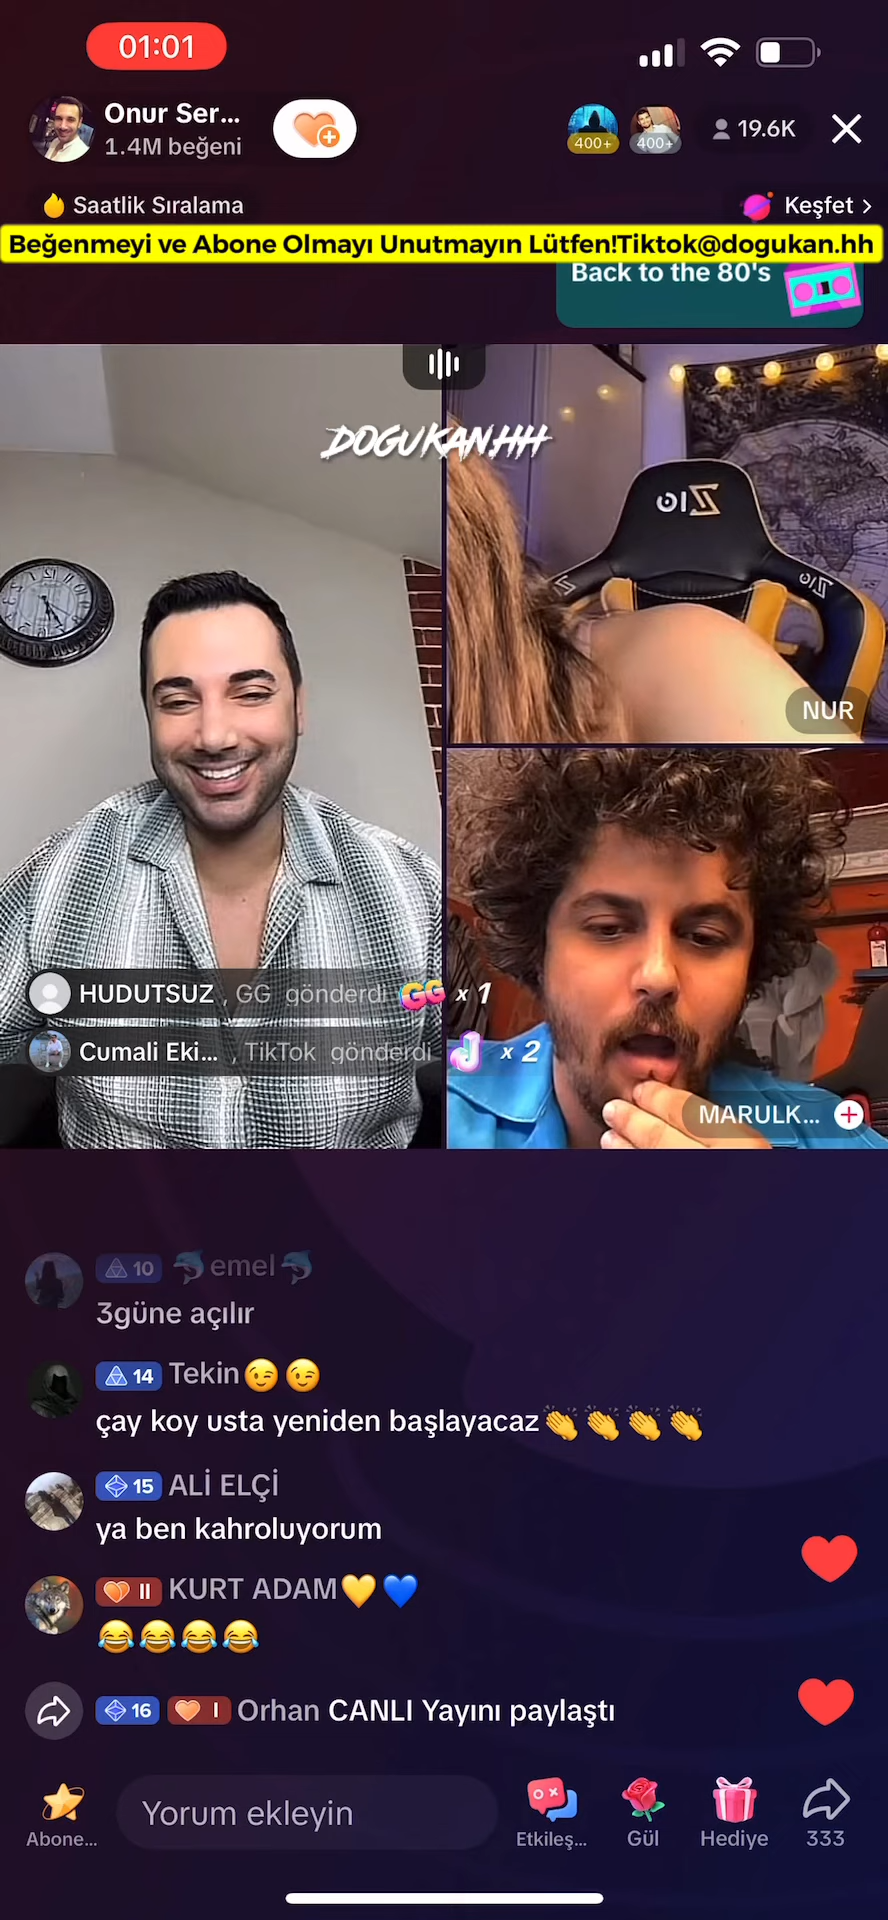 01:01
Onur Ser...
1.4M beğeni
400+
400+
19.6K
Saatlik Sıralama
Keşfet >
Beğenmeyi ve Abone Olmayı Unutmayın Lütfen!Tiktok@dogukan.hh
Back to the 80's
DOGUKAN.HH
NUR
HUDUTSUZ , GG gönderdi GG x 1
Cumali Eki... , TikTok gönderdi x 2
MARULK...
10 emel
3güne açılır
14 Tekin😉😉
çay koy usta yeniden başlayacaz👏👏👏👏
15 ALİ ELÇİ
ya ben kahroluyorum
II KURT ADAM💛💙
😂😂😂😂
16 I Orhan CANLI Yayını paylaştı
Abone...
Yorum ekleyin
Etkileş...
Gül
Hediye
333